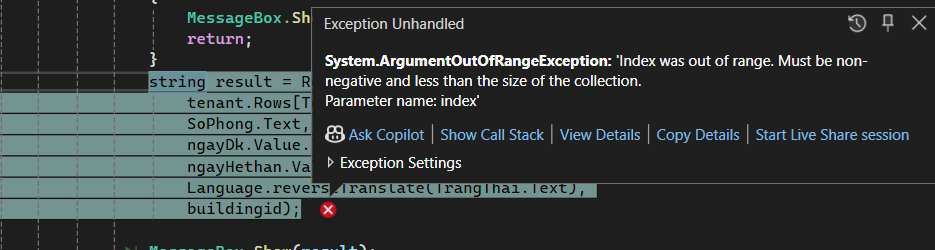 {
MessageBox.Sh
return;
}
string result = R
tenant.Rows[T
SoPhong.Text,
ngayDk.Value.
ngayHethan.Va
Language.reverseTranslate(TrangThai.Text),
buildingid);
Exception Unhandled
System.ArgumentOutOfRangeException: 'Index was out of range. Must be non-
negative and less than the size of the collection.
Parameter name: index'
Ask Copilot | Show Call Stack | View Details | Copy Details | Start Live Share session
Exception Settings
MessageBox.Show(result);